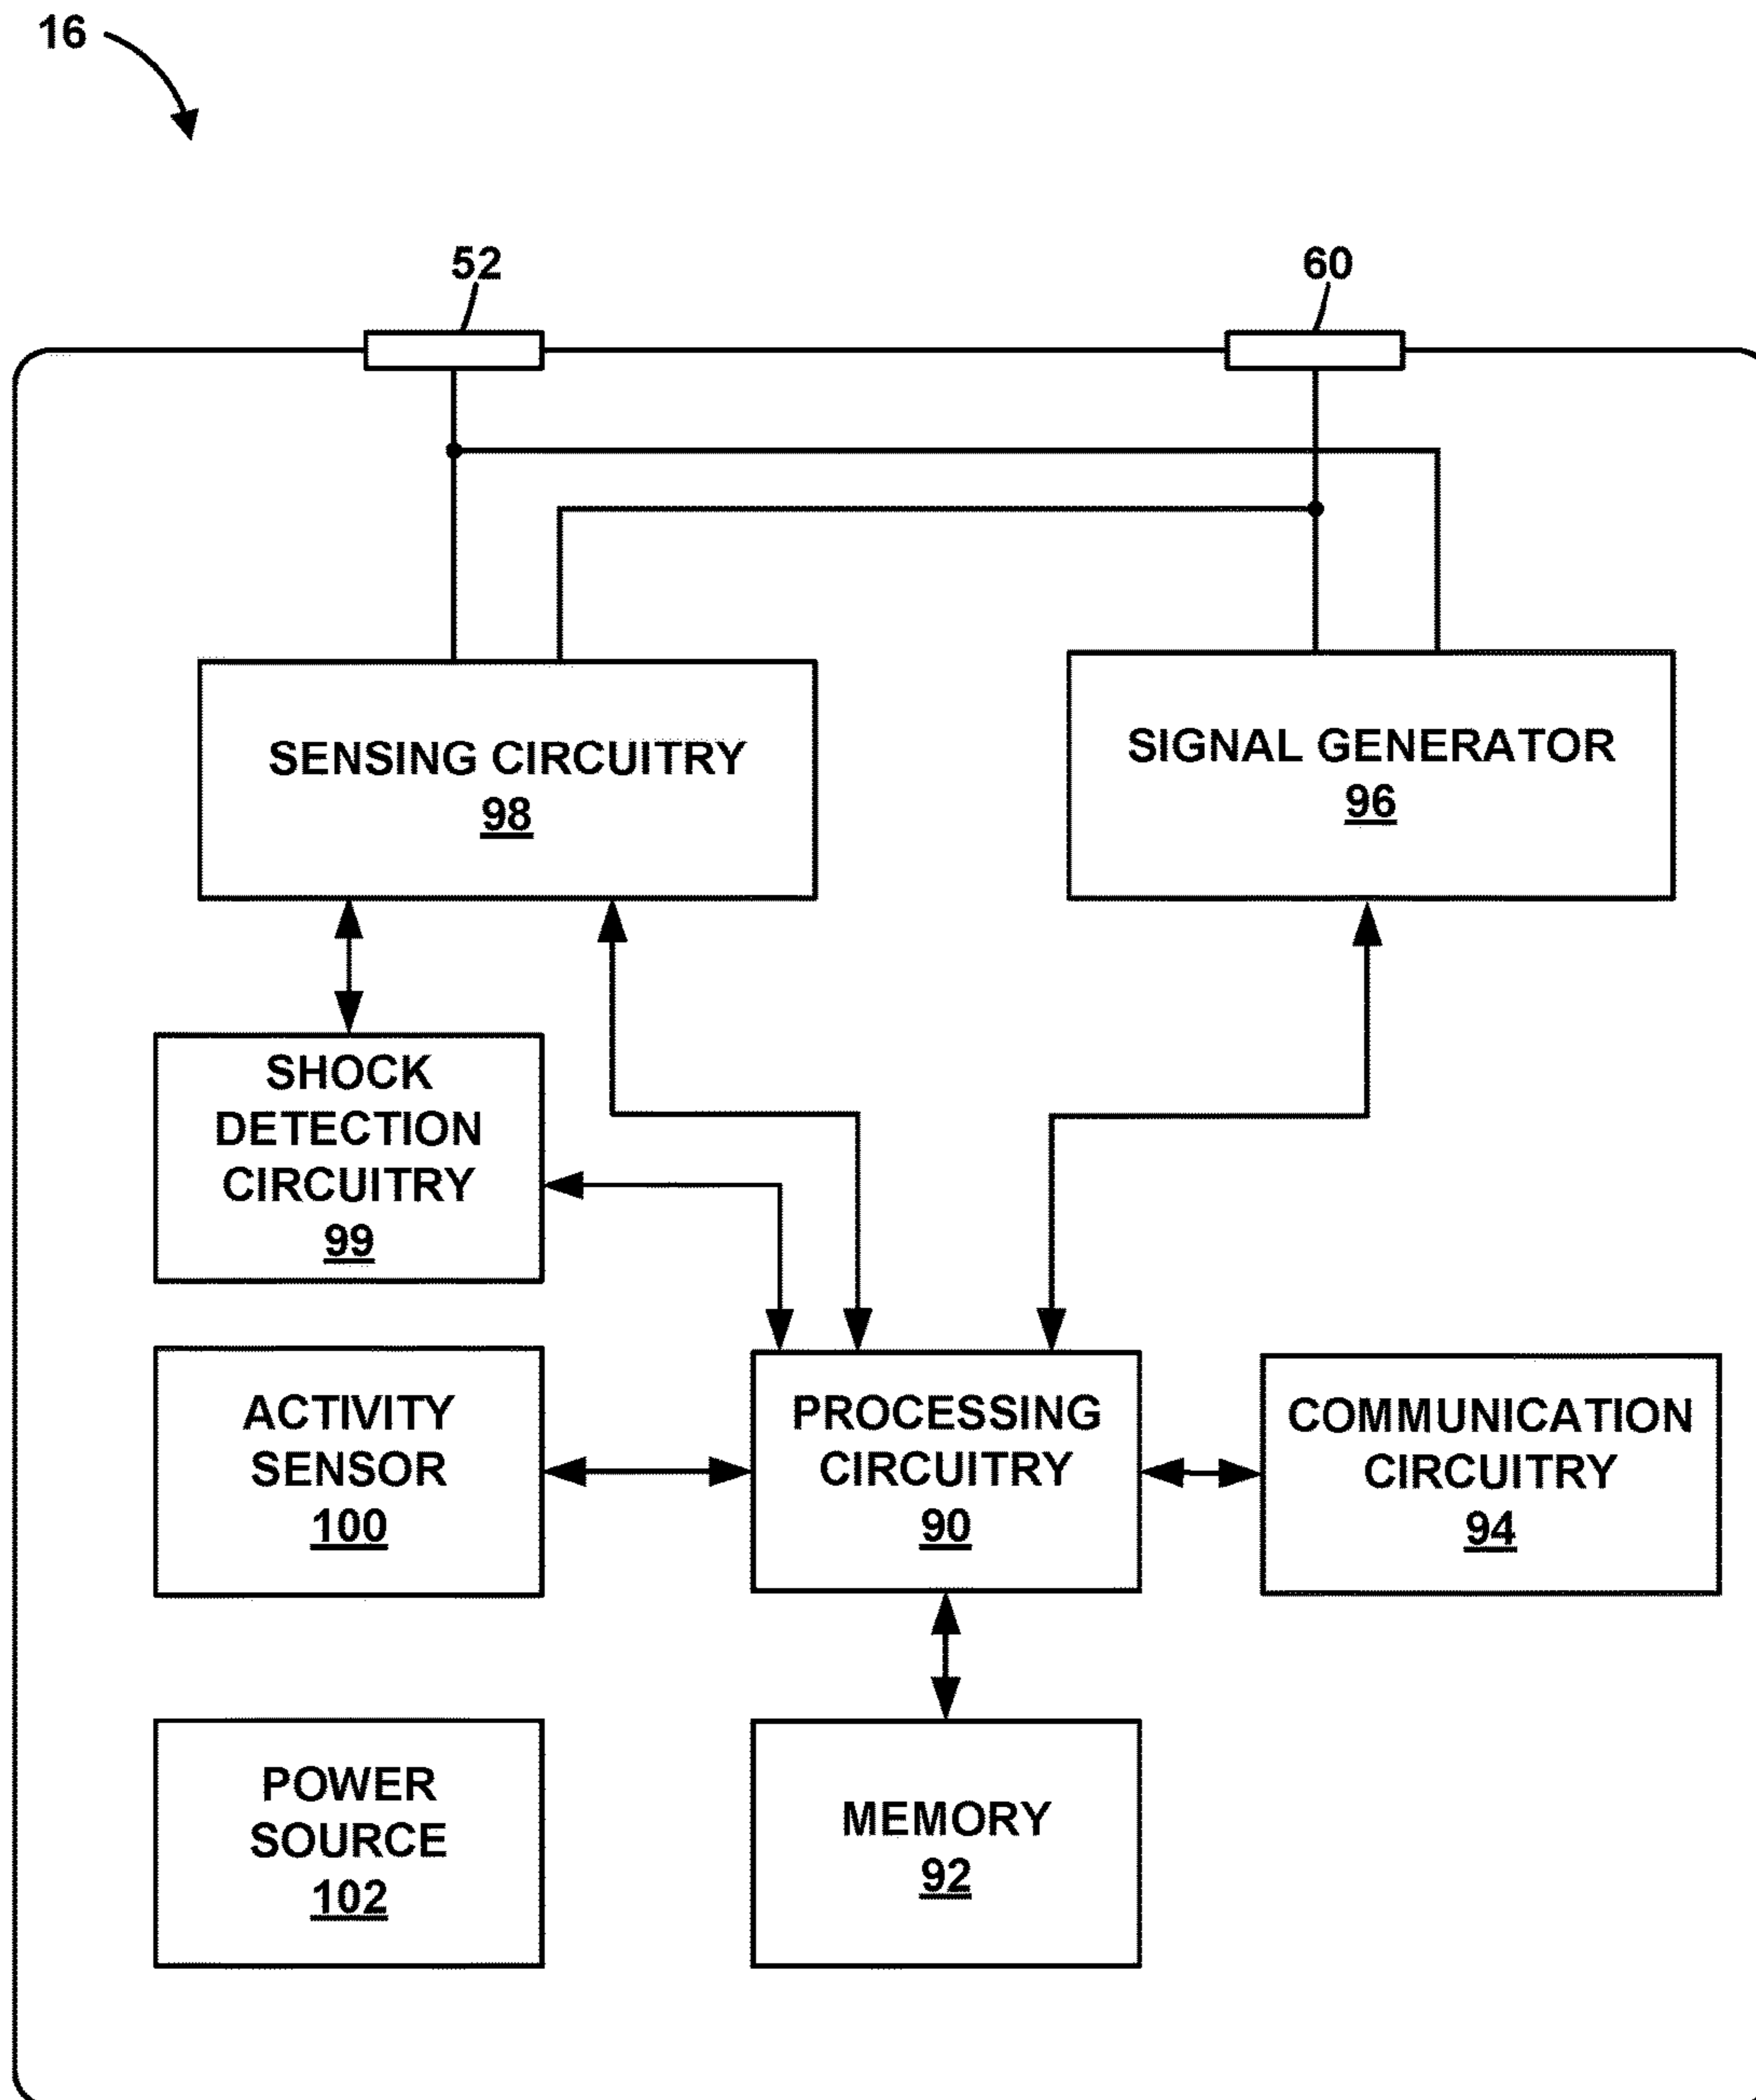 16
52
60
SENSING CIRCUITRY
98
SIGNAL GENERATOR
96
SHOCK
DETECTION
CIRCUITRY
99
ACTIVITY
SENSOR
100
PROCESSING
CIRCUITRY
90
COMMUNICATION
CIRCUITRY
94
POWER
SOURCE
102
MEMORY
92